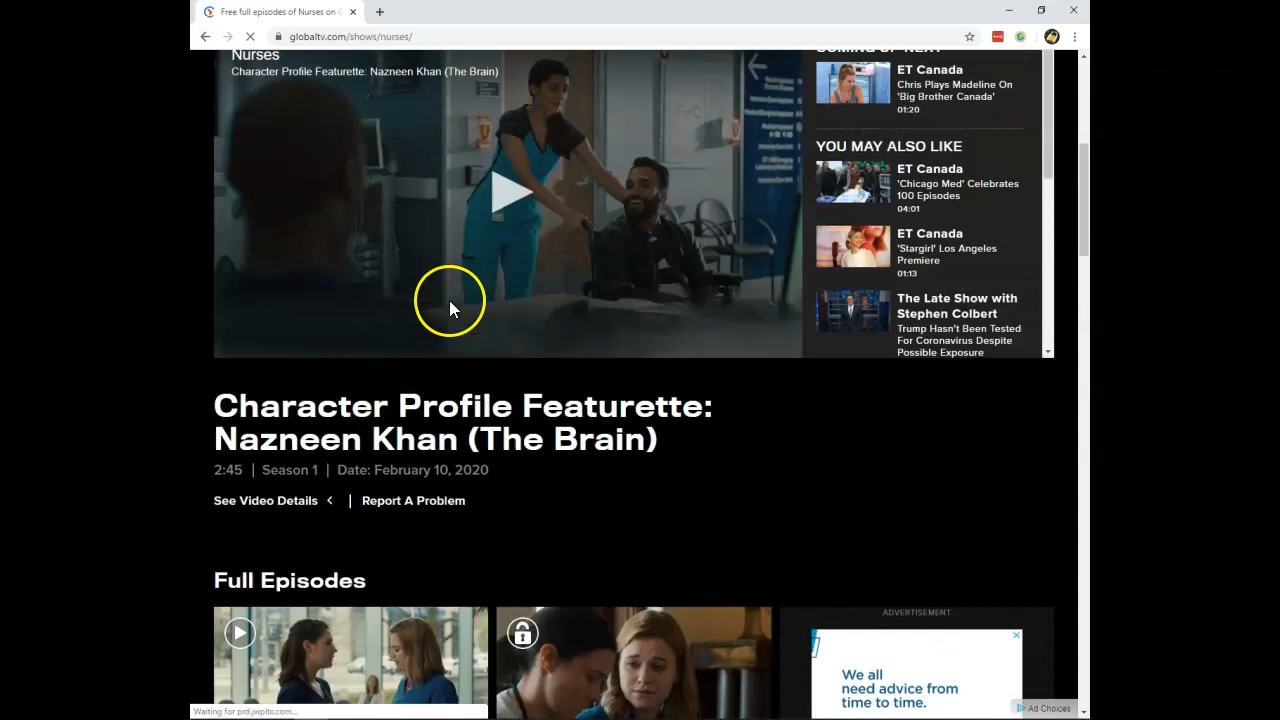 Free full episodes of Nurses on G
globaltv.com/shows/nurses/
Nurses
Character Profile Featurette: Nazneen Khan (The Brain)
COMING UP NEXT
ET Canada
Chris Plays Madeline On
'Big Brother Canada'
01:20
YOU MAY ALSO LIKE
ET Canada
'Chicago Med' Celebrates
100 Episodes
04:01
ET Canada
'Stargirl' Los Angeles
Premiere
01:13
The Late Show with
Stephen Colbert
Trump Hasn't Been Tested
For Coronavirus Despite
Possible Exposure
Character Profile Featurette:
Nazneen Khan (The Brain)
2:45 | Season 1 | Date: February 10, 2020
See Video Details < | Report A Problem
Full Episodes
ADVERTISEMENT
We all
need advice from
time to time.
Ad Choices
Waiting for prd.jwpltx.com...